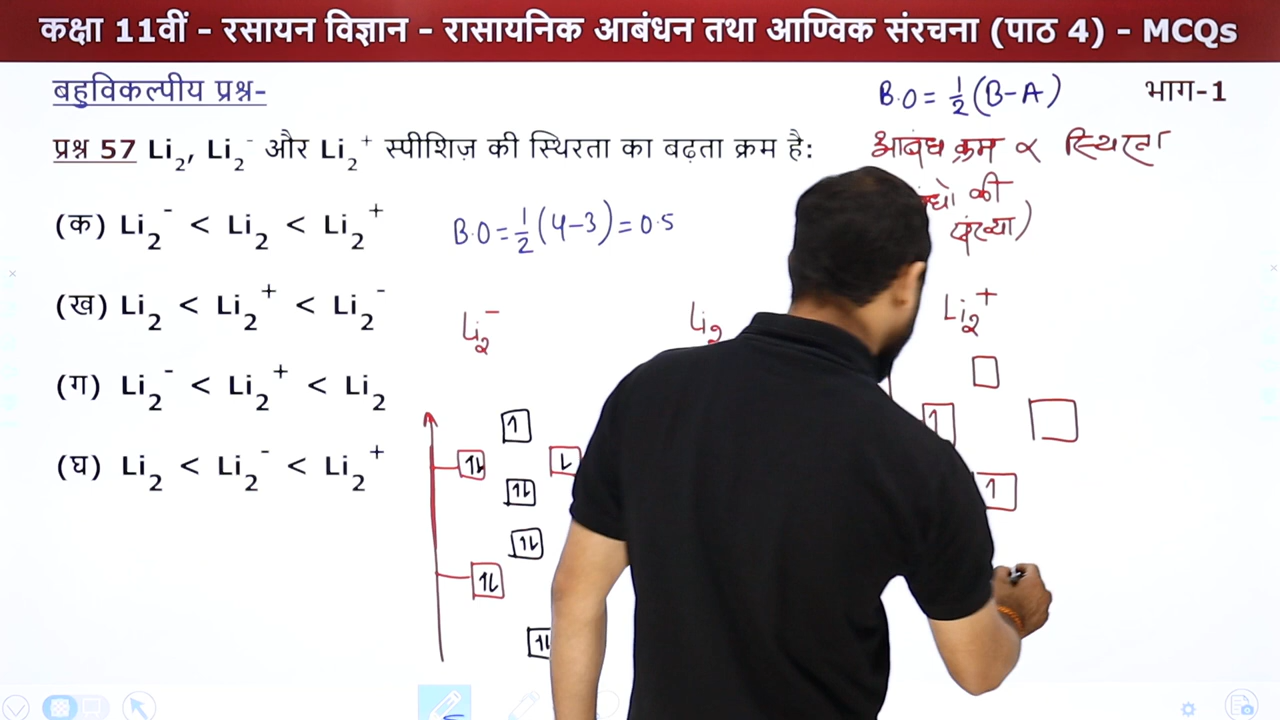 कक्षा 11वीं - रसायन विज्ञान - रासायनिक आबंधन तथा आण्विक संरचना (पाठ 4) - MCQs
बहुविकल्पीय प्रश्न-
B.O = 1/2 (B-A)
भाग-1
प्रश्न 57 Li₂, Li₂⁻ और Li₂⁺ स्पीशिज़ की स्थिरता का बढ़ता क्रम है:
आबंध क्रम ∝ स्थिरता
की
संख्या)
(क) Li₂⁻ < Li₂ < Li₂⁺
B.O = 1/2 (4-3) = 0.5
(ख) Li₂ < Li₂⁺ < Li₂⁻
Li₂⁻
Li₂
Li₂⁺
(ग) Li₂⁻ < Li₂⁺ < Li₂
(घ) Li₂ < Li₂⁻ < Li₂⁺